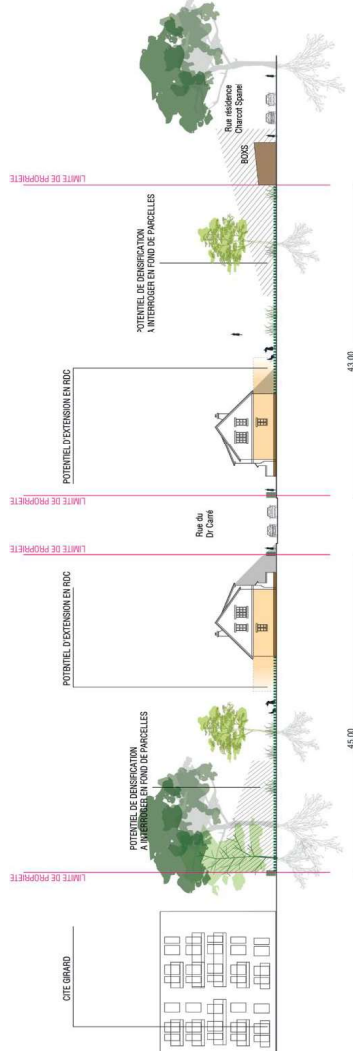 CITE GIRARD
LIMITE DE PROPRIETE
POTENTIEL DE DENSIFICATION
A INTERROGER EN FOND DE PARCELLES
POTENTIEL D'EXTENSION EN RDC
LIMITE DE PROPRIETE
Rue du
Dr Carré
LIMITE DE PROPRIETE
POTENTIEL D'EXTENSION EN RDC
POTENTIEL DE DENSIFICATION
A INTERROGER EN FOND DE PARCELLES
LIMITE DE PROPRIETE
BOXS
Rue résidence
Charcot Spanel
45.00
43.00